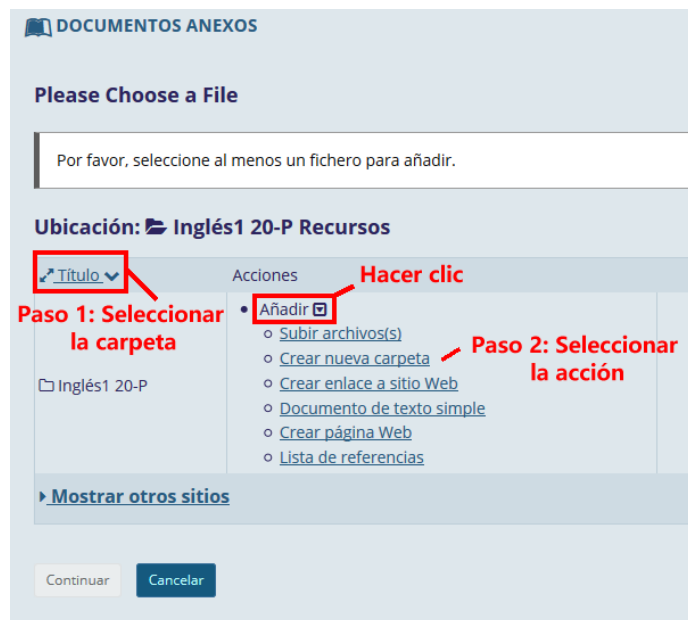 DOCUMENTOS ANEXOS
Please Choose a File
Por favor, seleccione al menos un fichero para añadir.
Ubicación: Inglés1 20-P Recursos
Título
Acciones
Hacer clic
Paso 1: Seleccionar
la carpeta
Añadir
Subir archivos(s)
Crear nueva carpeta
Paso 2: Seleccionar
la acción
Inglés1 20-P
Crear enlace a sitio Web
Documento de texto simple
Crear página Web
Lista de referencias
Mostrar otros sitios
Continuar
Cancelar